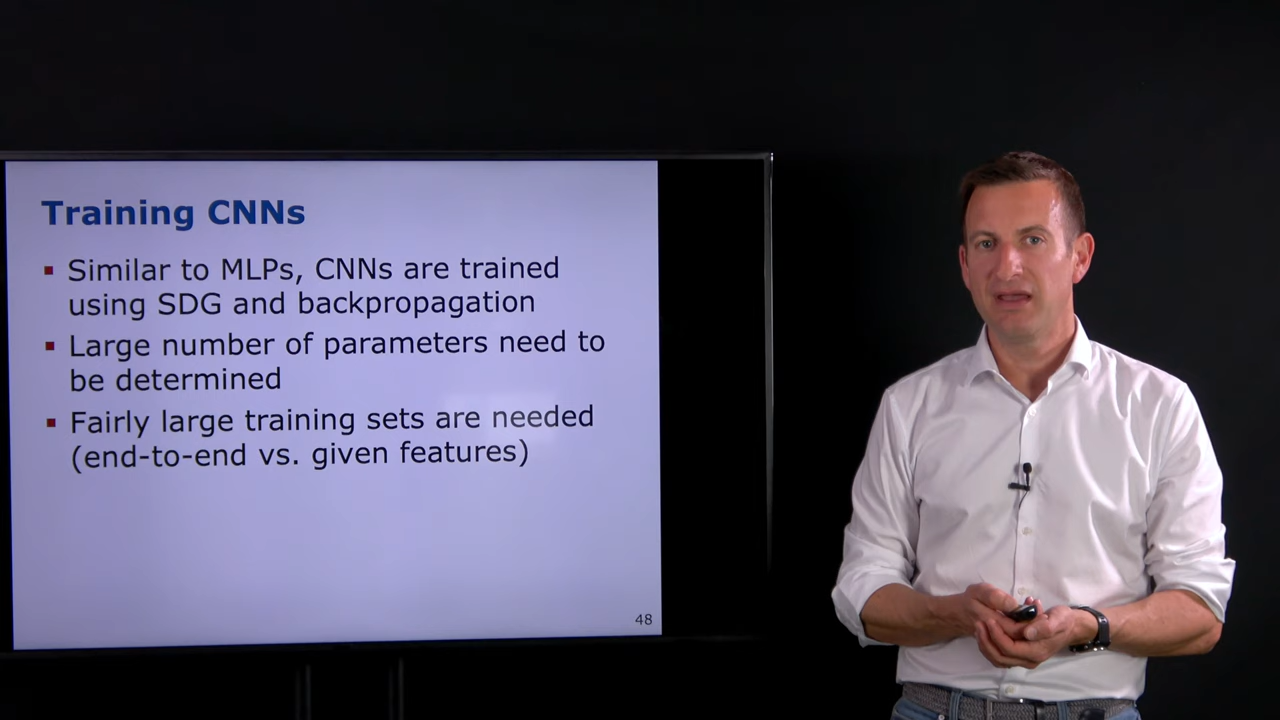 Training CNNs
▪ Similar to MLPs, CNNs are trained
using SDG and backpropagation
▪ Large number of parameters need to
be determined
▪ Fairly large training sets are needed
(end-to-end vs. given features)
48